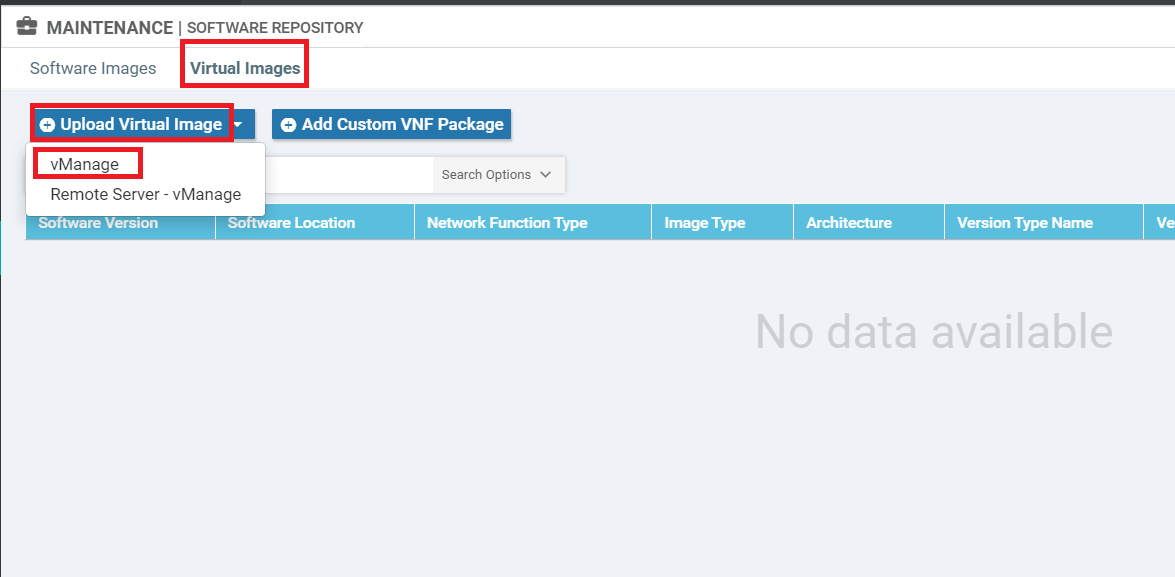 MAINTENANCE | SOFTWARE REPOSITORY
Software Images Virtual Images
Upload Virtual Image Add Custom VNF Package
vManage
Search Options
Remote Server - vManage
Software Version Software Location Network Function Type Image Type Architecture Version Type Name Ve
No data available